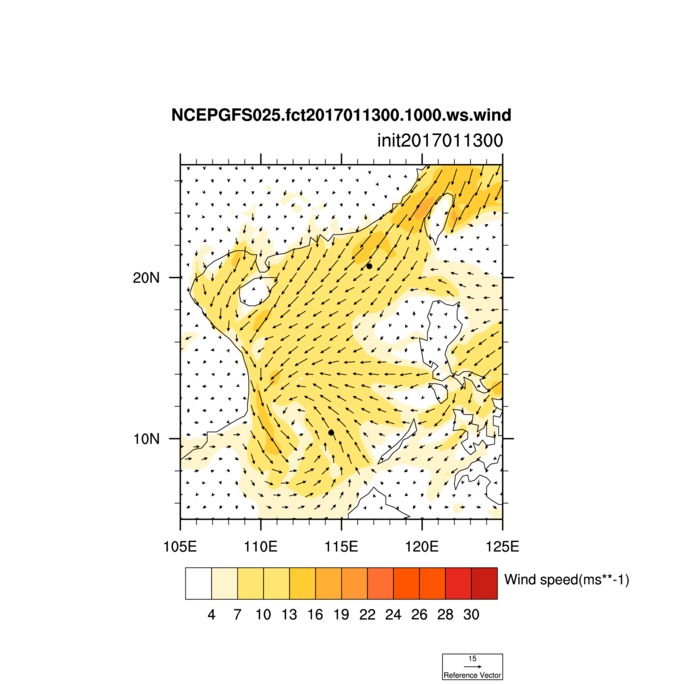 NCEPGFS025.fct2017011300.1000.ws.wind
init2017011300
20N
10N
105E 110E 115E 120E 125E
Wind speed(ms**-1)
4 7 10 13 16 19 22 24 26 28 30
15
Reference Vector